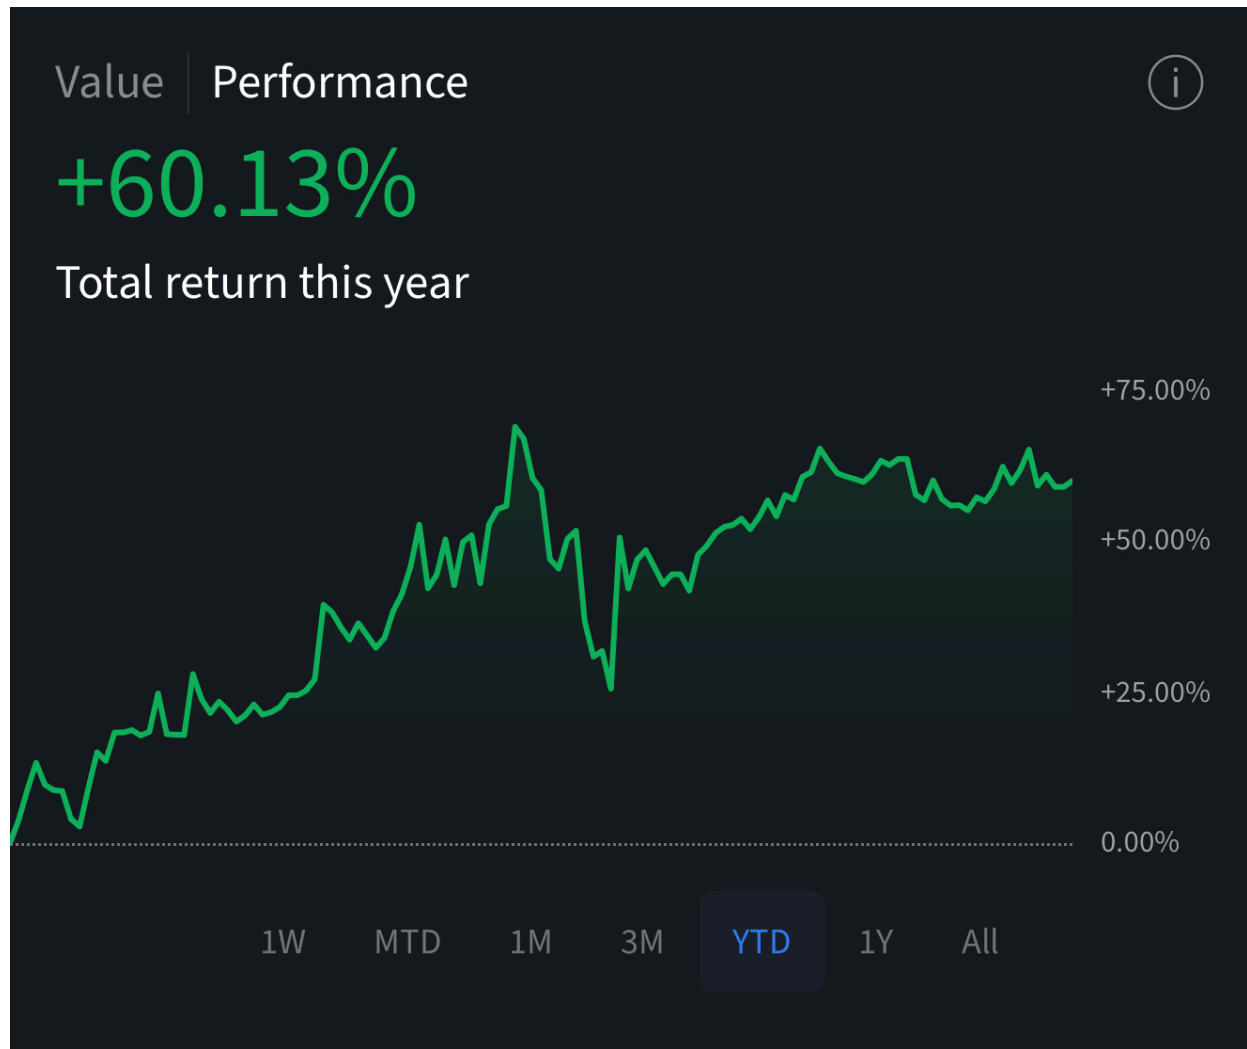 Value Performance
+60.13%
Total return this year
+75.00%
+50.00%
+25.00%
0.00%
1W MTD 1M 3M YTD 1Y All